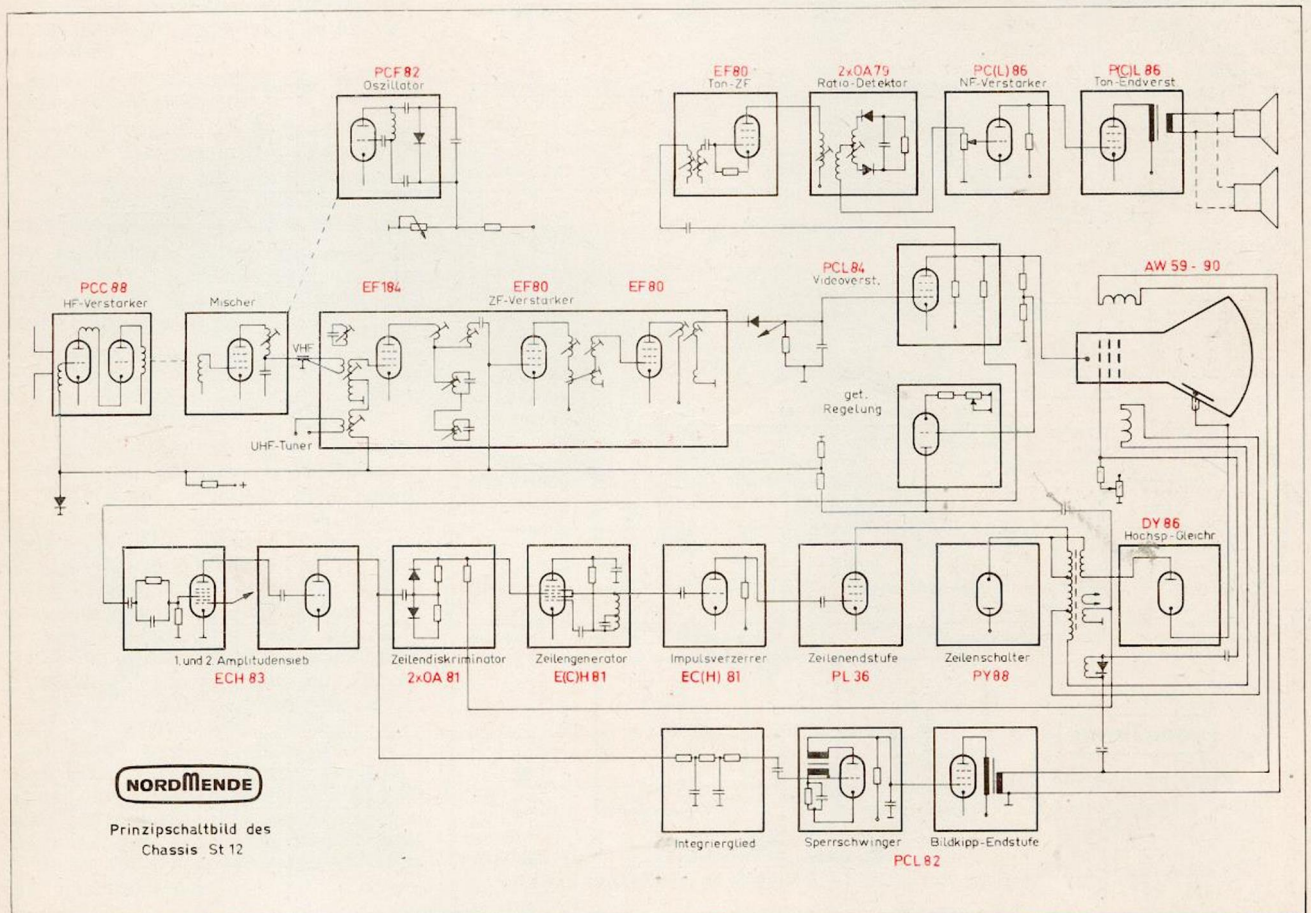 PCF 82
Oszillator
EF80
Ton-ZF
2xOA79
Ratio-Detektor
PC(L) 86
NF-Verstärker
P(C)L 86
Ton-Endverst
PCC 88
HF-Verstärker
Mischer
EF184
EF80
ZF-Verstärker
EF80
PCL 84
Videoverst.
AW 59 - 90
VHF
UHF-Tuner
get.
Regelung
+
DY 86
Hochsp-Gleichr
1. und 2. Amplitudensieb
ECH 83
Zeilendiskriminator
2xOA 81
Zeilengenerator
E(C)H 81
Impulsverzerrer
EC(H) 81
Zeilenendstufe
PL 36
Zeilenschalter
PY88
NORDMENDE
Prinzipschaltbild des
Chassis St 12
Integrierglied
Sperrschwinger
Bildkipp-Endstufe
PCL 82